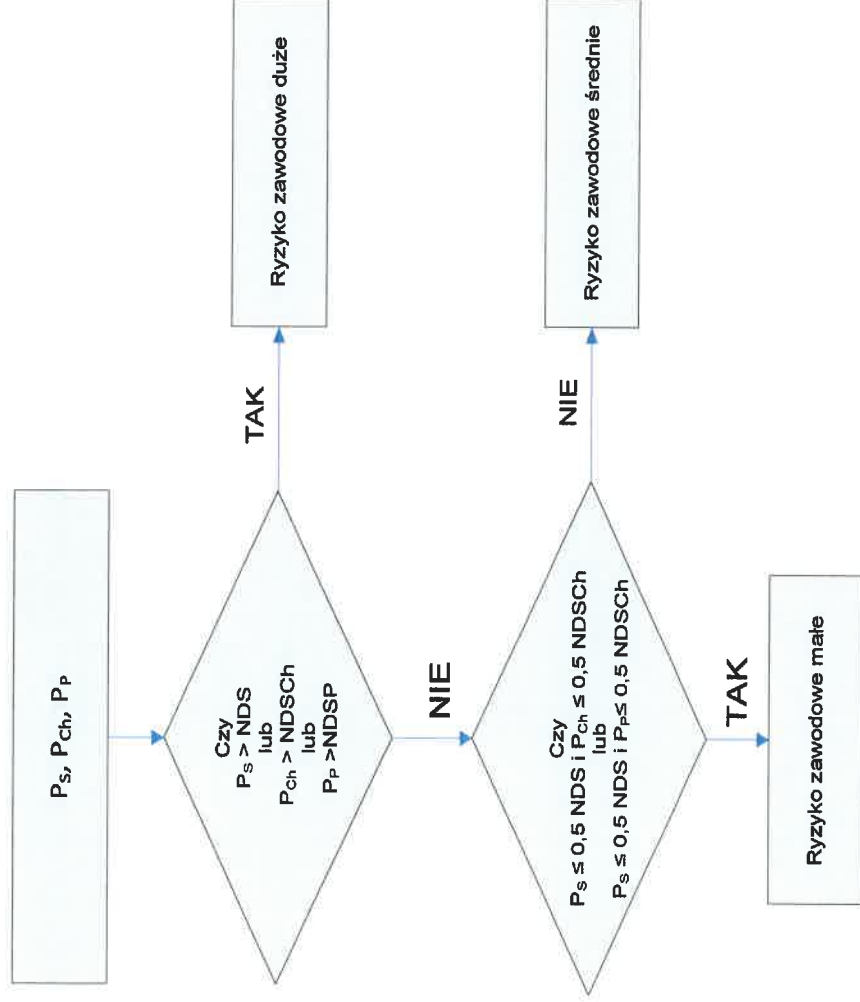 P_S, P_Ch, P_P
Czy
P_S > NDS
lub
P_Ch > NDSCh
lub
P_P >NDSP
TAK
Ryzyko zawodowe duże
NIE
Czy
P_S ≤ 0,5 NDS i P_Ch ≤ 0,5 NDSCh
lub
P_S ≤ 0,5 NDS i P_P≤ 0,5 NDSCh
NIE
Ryzyko zawodowe średnie
TAK
Ryzyko zawodowe małe